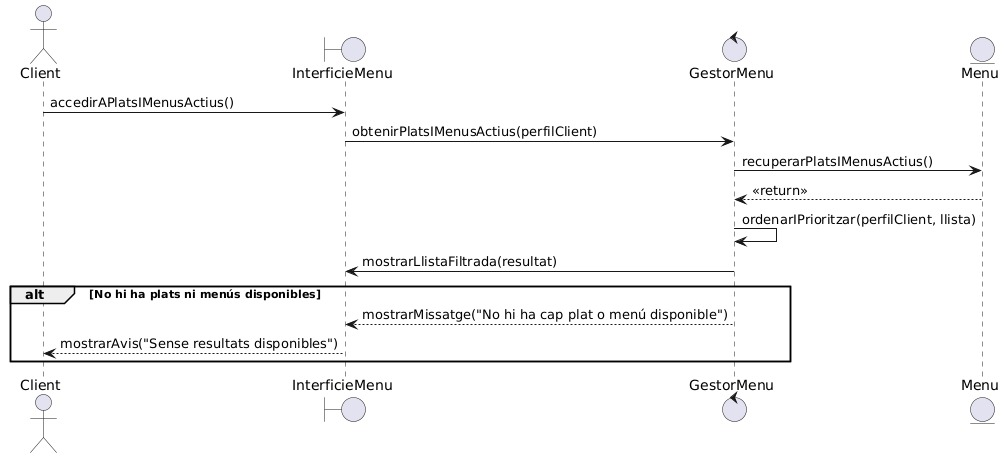 Client
InterficieMenu
GestorMenu
Menu
accedirAPlatsIMenusActius()
obtenirPlatsIMenusActius(perfilClient)
recuperarPlatsIMenusActius()
«return»
ordenarIPrioritzar(perfilClient, llista)
mostrarLlistaFiltrada(resultat)
alt [No hi ha plats ni menús disponibles]
mostrarMissatge("No hi ha cap plat o menú disponible")
mostrarAvis("Sense resultats disponibles")
Client
InterficieMenu
GestorMenu
Menu